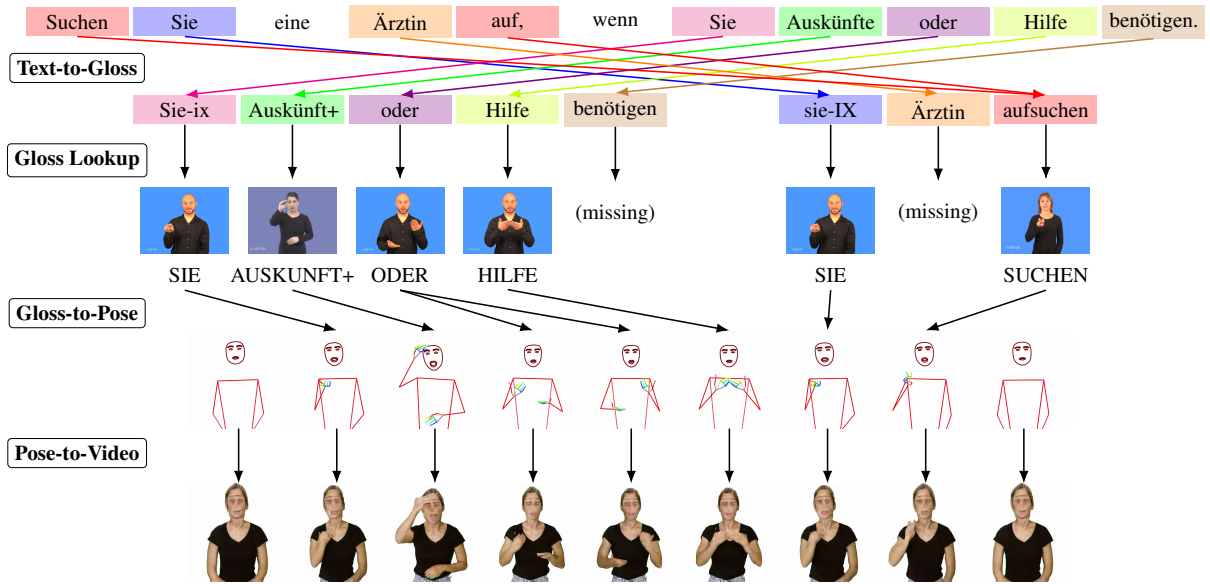 Suchen Sie eine Ärztin auf, wenn Sie Auskünfte oder Hilfe benötigen.
Text-to-Gloss
Sie-ix Auskünft+ oder Hilfe benötigen sie-IX Ärztin aufsuchen
Gloss Lookup
(missing) (missing)
SIE AUSKUNFT+ ODER HILFE SIE SUCHEN
Gloss-to-Pose
Pose-to-Video